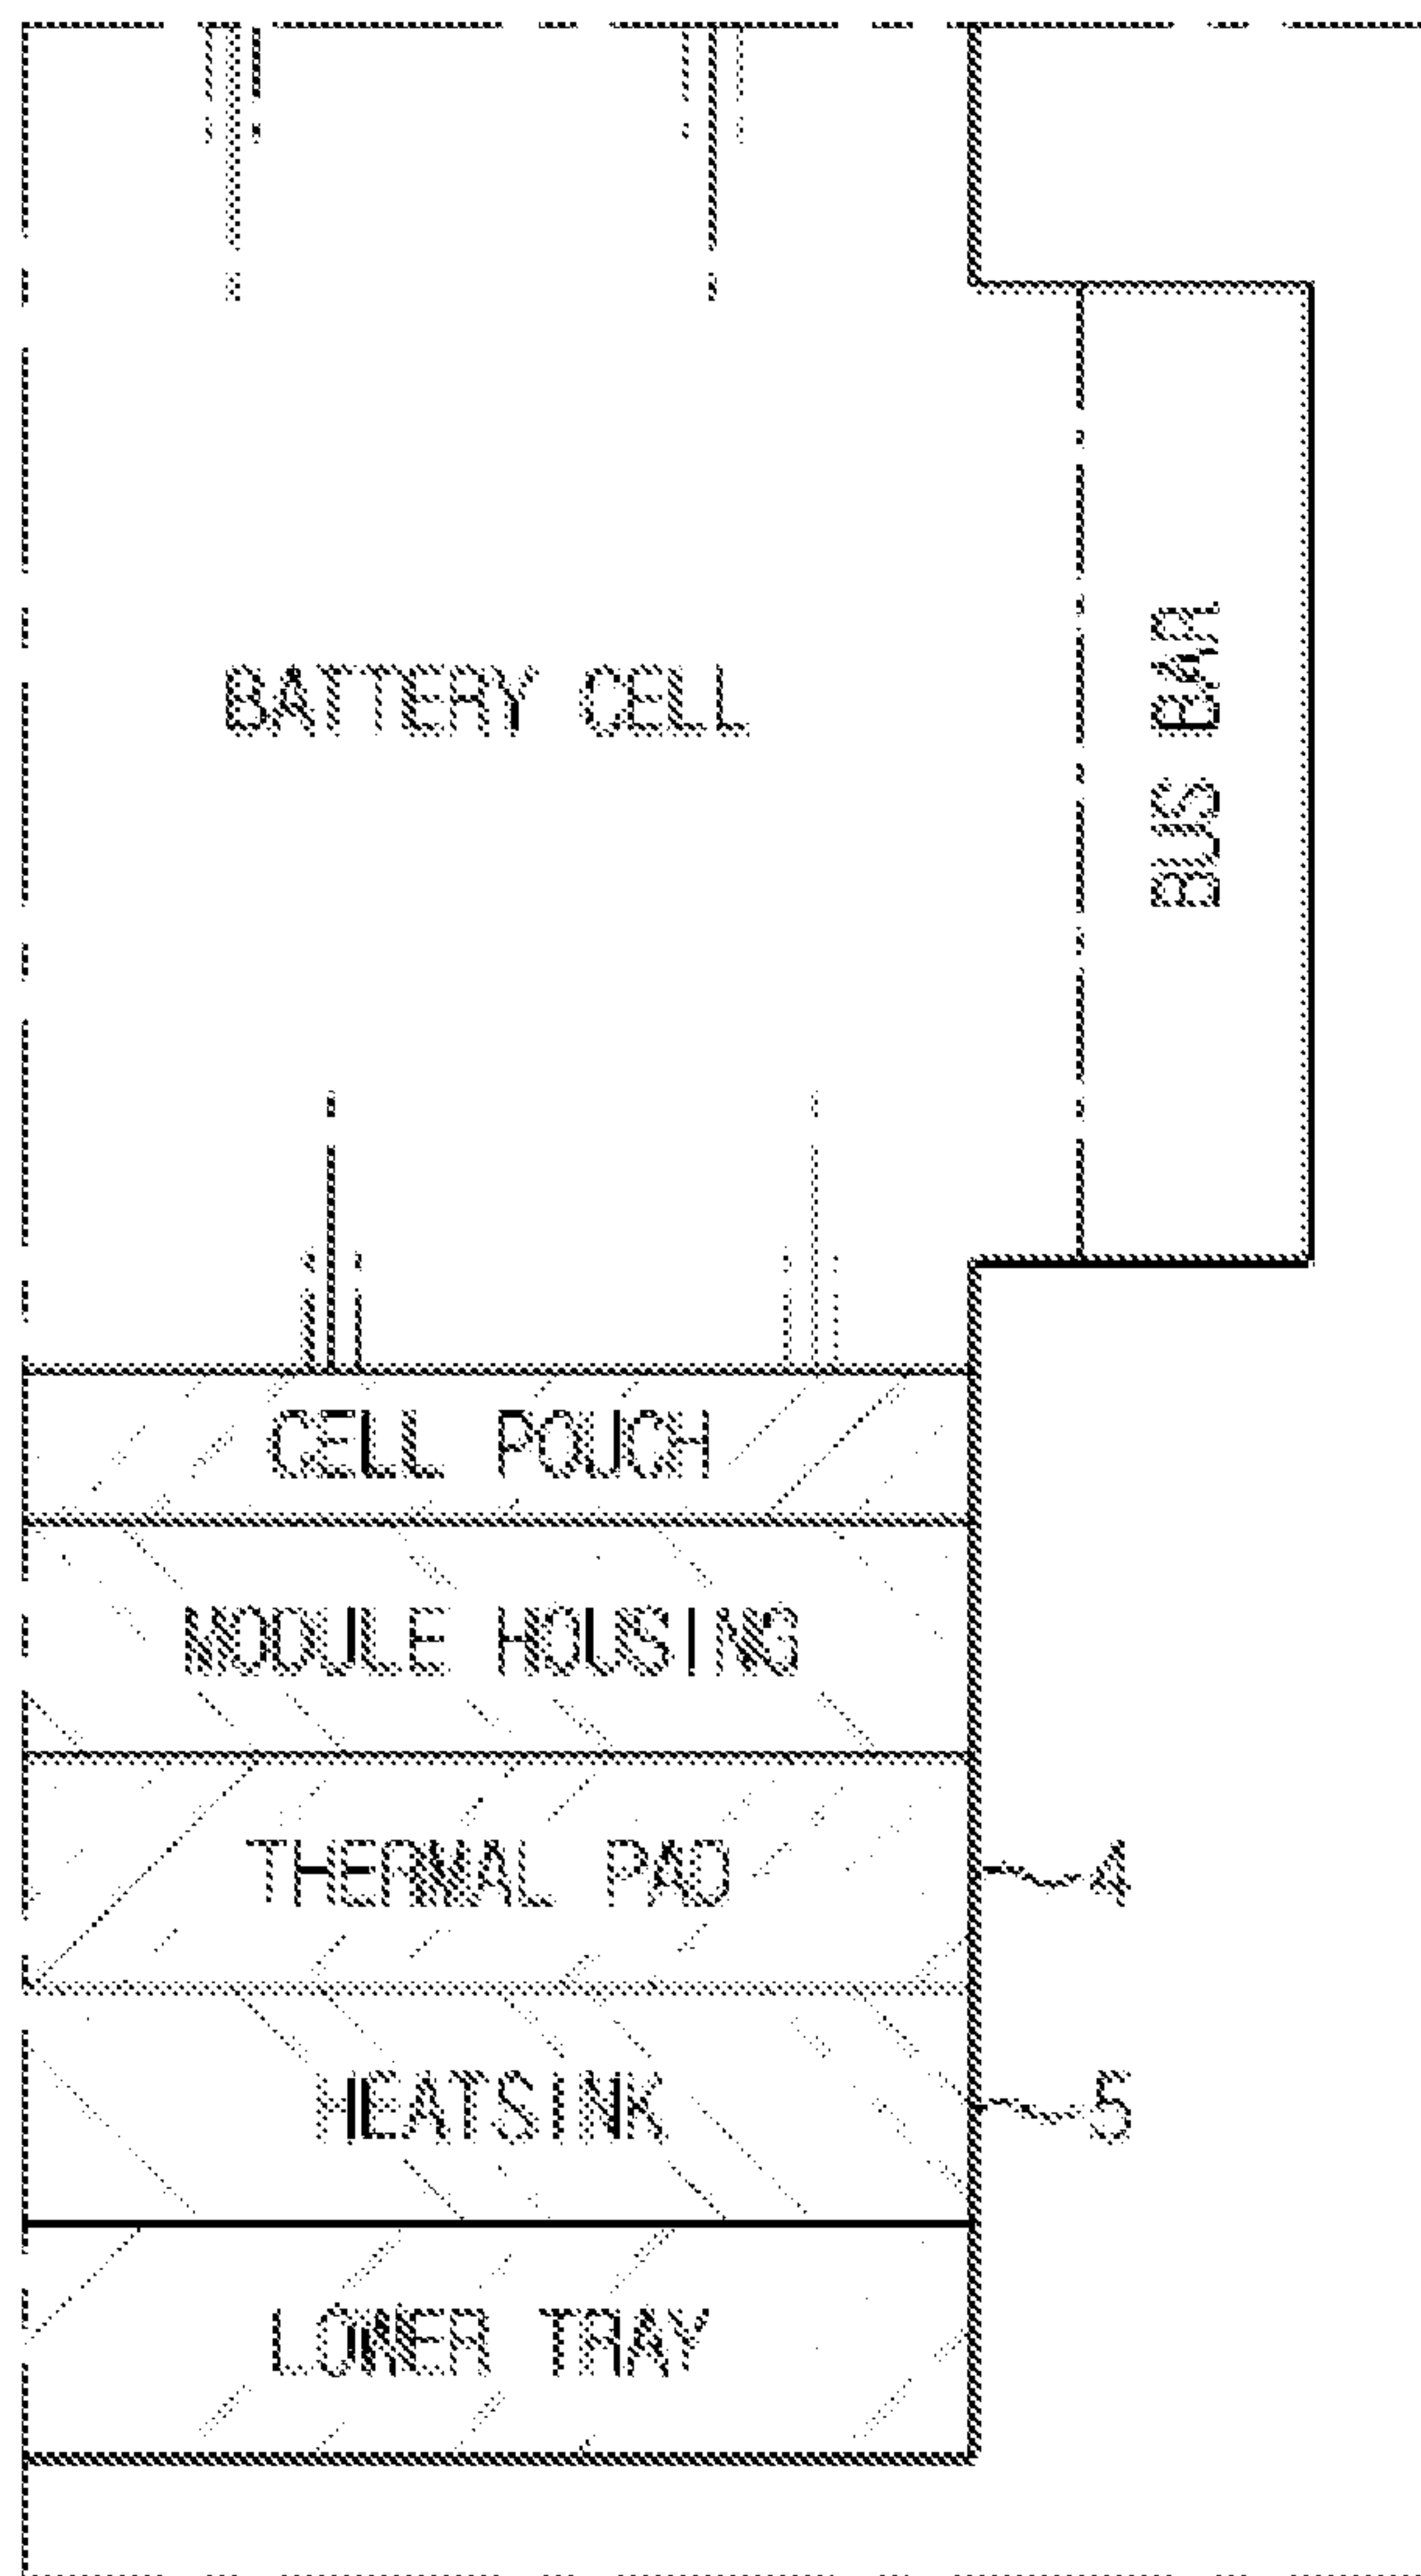 BATTERY CELL
BUS BAR
CELL POUCH
MODULE HOUSING
THERMAL PAD
4
HEATSINK
5
LOWER TRAY